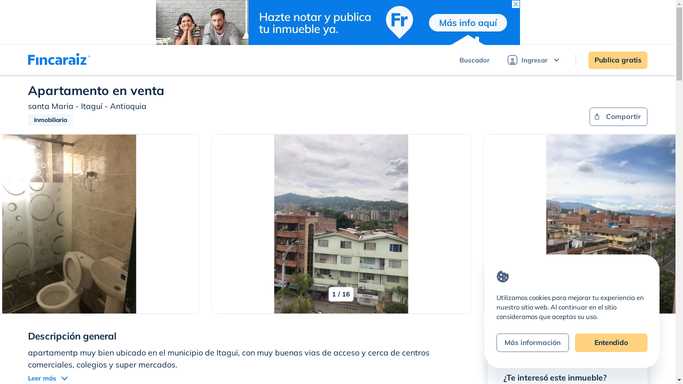 Hazte notar y publica
tu inmueble ya.
Fr
Más info aquí
Fincaraiz
Buscador
Ingresar
Publica gratis
Apartamento en venta
santa Maria - Itaguí - Antioquia
Inmobiliaria
Compartir
1 / 16
Utilizamos cookies para mejorar tu experiencia en
nuestro sitio web. Al continuar en el sitio
consideramos que aceptas su uso.
Más información
Entendido
Descripción general
apartamentp muy bien ubicado en el municipio de Itagui, con muy buenas vias de acceso y cerca de centros
comerciales, colegios y super mercados.
Leer más
¿Te interesó este inmueble?